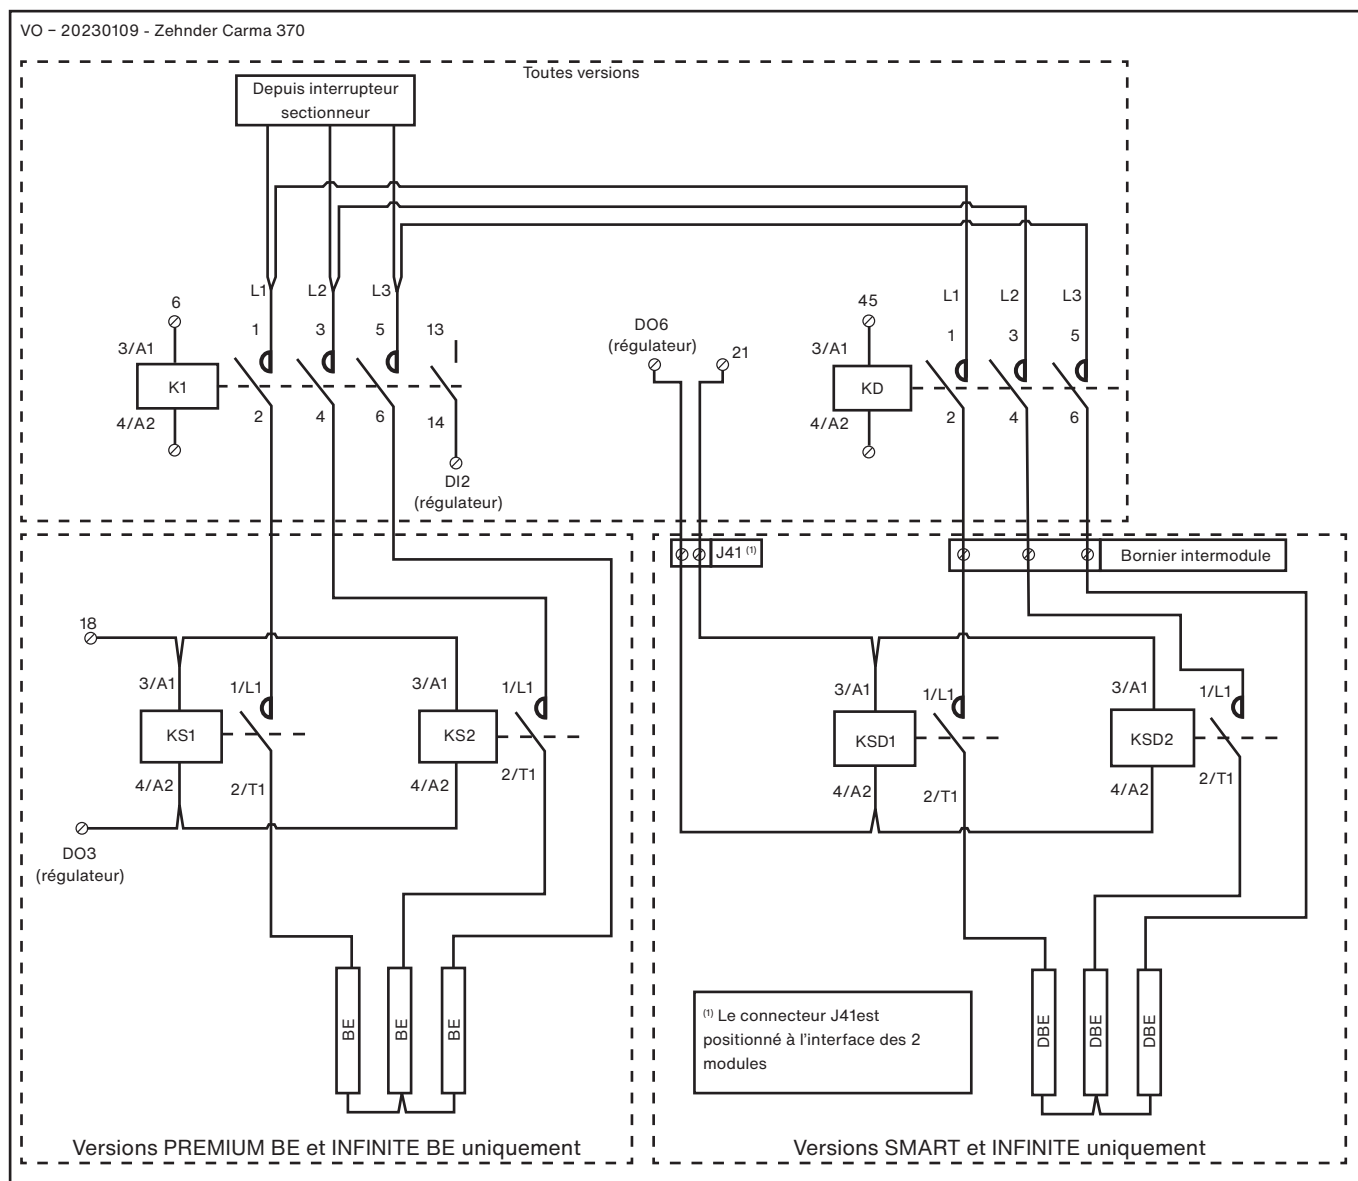 VO – 20230109 - Zehnder Carma 370
Toutes versions
Depuis interrupteur
sectionneur
L1
L2
L3
6
1
3
5
13
3/A1
K1
4/A2
2
4
6
14
DI2
(régulateur)
DO6
(régulateur)
21
45
L1
L2
L3
1
3
5
3/A1
KD
4/A2
2
4
6
J41 (1)
Bornier intermodule
18
3/A1
1/L1
KS1
4/A2
2/T1
3/A1
1/L1
KS2
4/A2
2/T1
DO3
(régulateur)
BE
BE
BE
Versions PREMIUM BE et INFINITE BE uniquement
3/A1
1/L1
KSD1
4/A2
2/T1
3/A1
1/L1
KSD2
4/A2
2/T1
(1) Le connecteur J41est
positionné à l'interface des 2
modules
DBE
DBE
DBE
Versions SMART et INFINITE uniquement